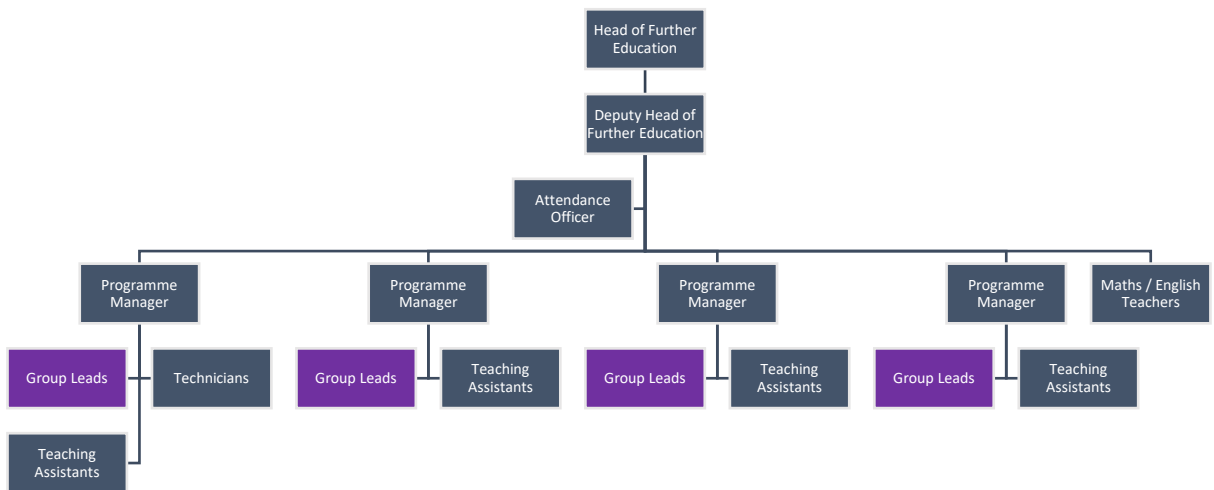 Head of Further
Education
Deputy Head of
Further Education
Attendance
Officer
Programme
Manager
Programme
Manager
Programme
Manager
Programme
Manager
Maths / English
Teachers
Group Leads
Technicians
Group Leads
Teaching
Assistants
Group Leads
Teaching
Assistants
Group Leads
Teaching
Assistants
Teaching
Assistants